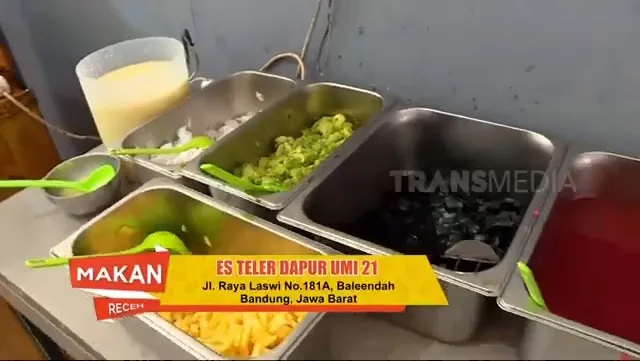 TRANSMEDIA
MAKAN
RECEH
ES TELER DAPUR UMI 21
Jl. Raya Laswi No.181A, Baleendah
Bandung, Jawa Barat